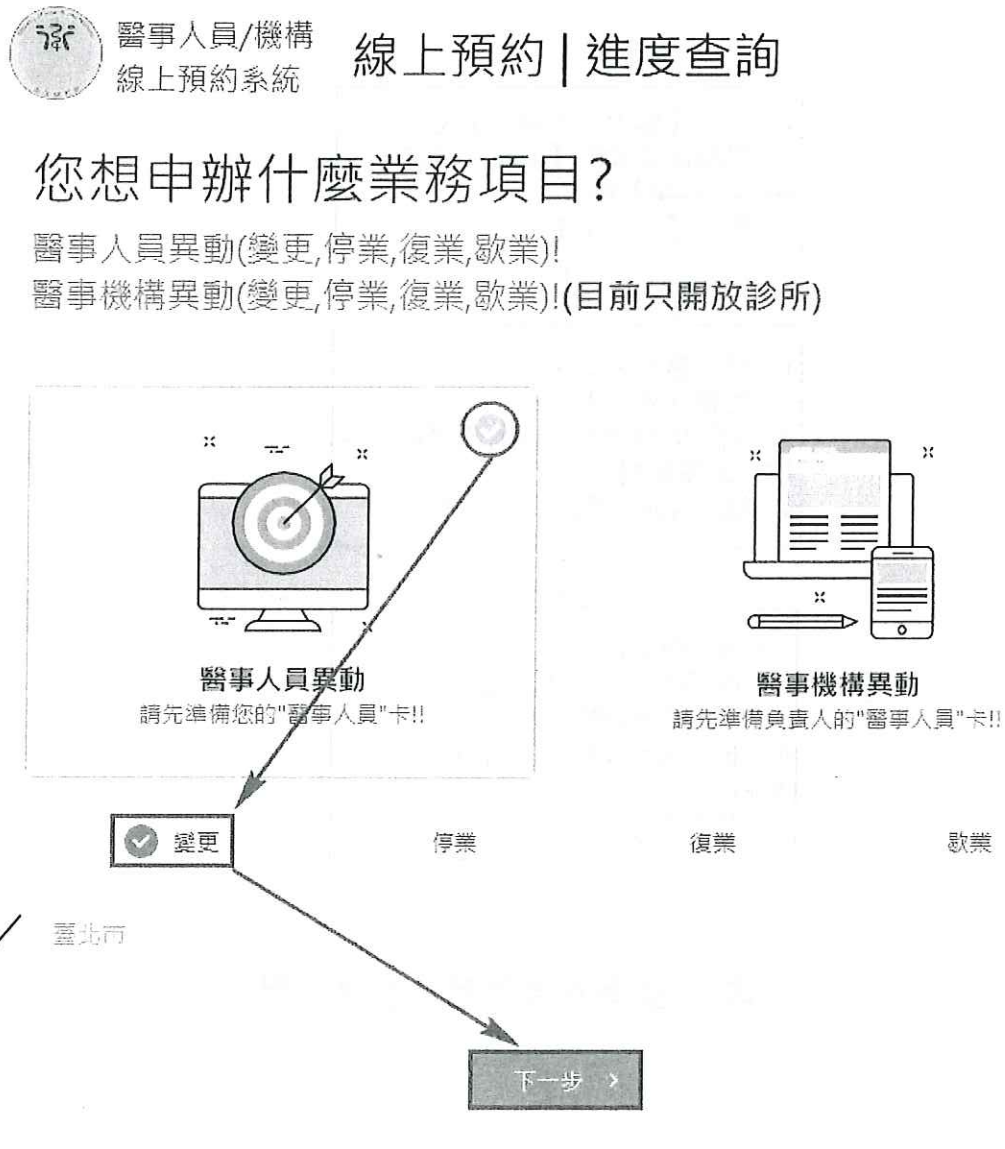 醫事人員/機構
線上預約系統
線上預約 | 進度查詢
您想申辦什麼業務項目?
醫事人員異動(變更,停業,復業,歇業)!
醫事機構異動(變更,停業,復業,歇業)!(目前只開放診所)
醫事人員異動
請先準備您的"醫事人員"卡!!
醫事機構異動
請先準備負責人的"醫事人員"卡!!
變更
停業
復業
歇業
臺北市
下一步 >